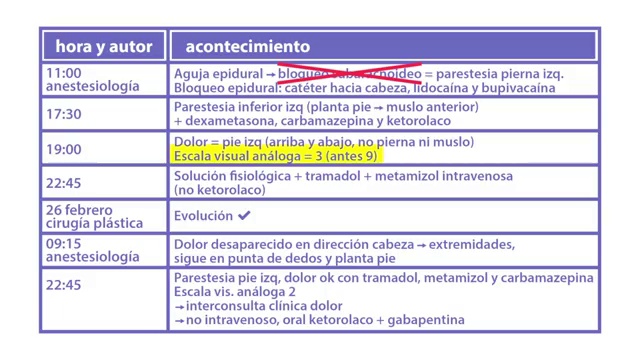 hora y autor
acontecimiento
11:00
anestesiología
Aguja epidural → bloqueo subaracnoideo = parestesia pierna izq.
Bloqueo epidural: catéter hacia cabeza, lidocaína y bupivacaína
17:30
Parestesia inferior izq (planta pie → muslo anterior)
+ dexametasona, carbamazepina y ketorolaco
19:00
Dolor = pie izq (arriba y abajo, no pierna ni muslo)
Escala visual análoga = 3 (antes 9)
22:45
Solución fisiológica + tramadol + metamizol intravenosa
(no ketorolaco)
26 febrero
cirugía plástica
Evolución ✔
09:15
anestesiología
Dolor desaparecido en dirección cabeza → extremidades,
sigue en punta de dedos y planta pie
22:45
Parestesia pie izq, dolor ok con tramadol, metamizol y carbamazepina
Escala vis. análoga 2
→ interconsulta clínica dolor
→ no intravenoso, oral ketorolaco + gabapentina